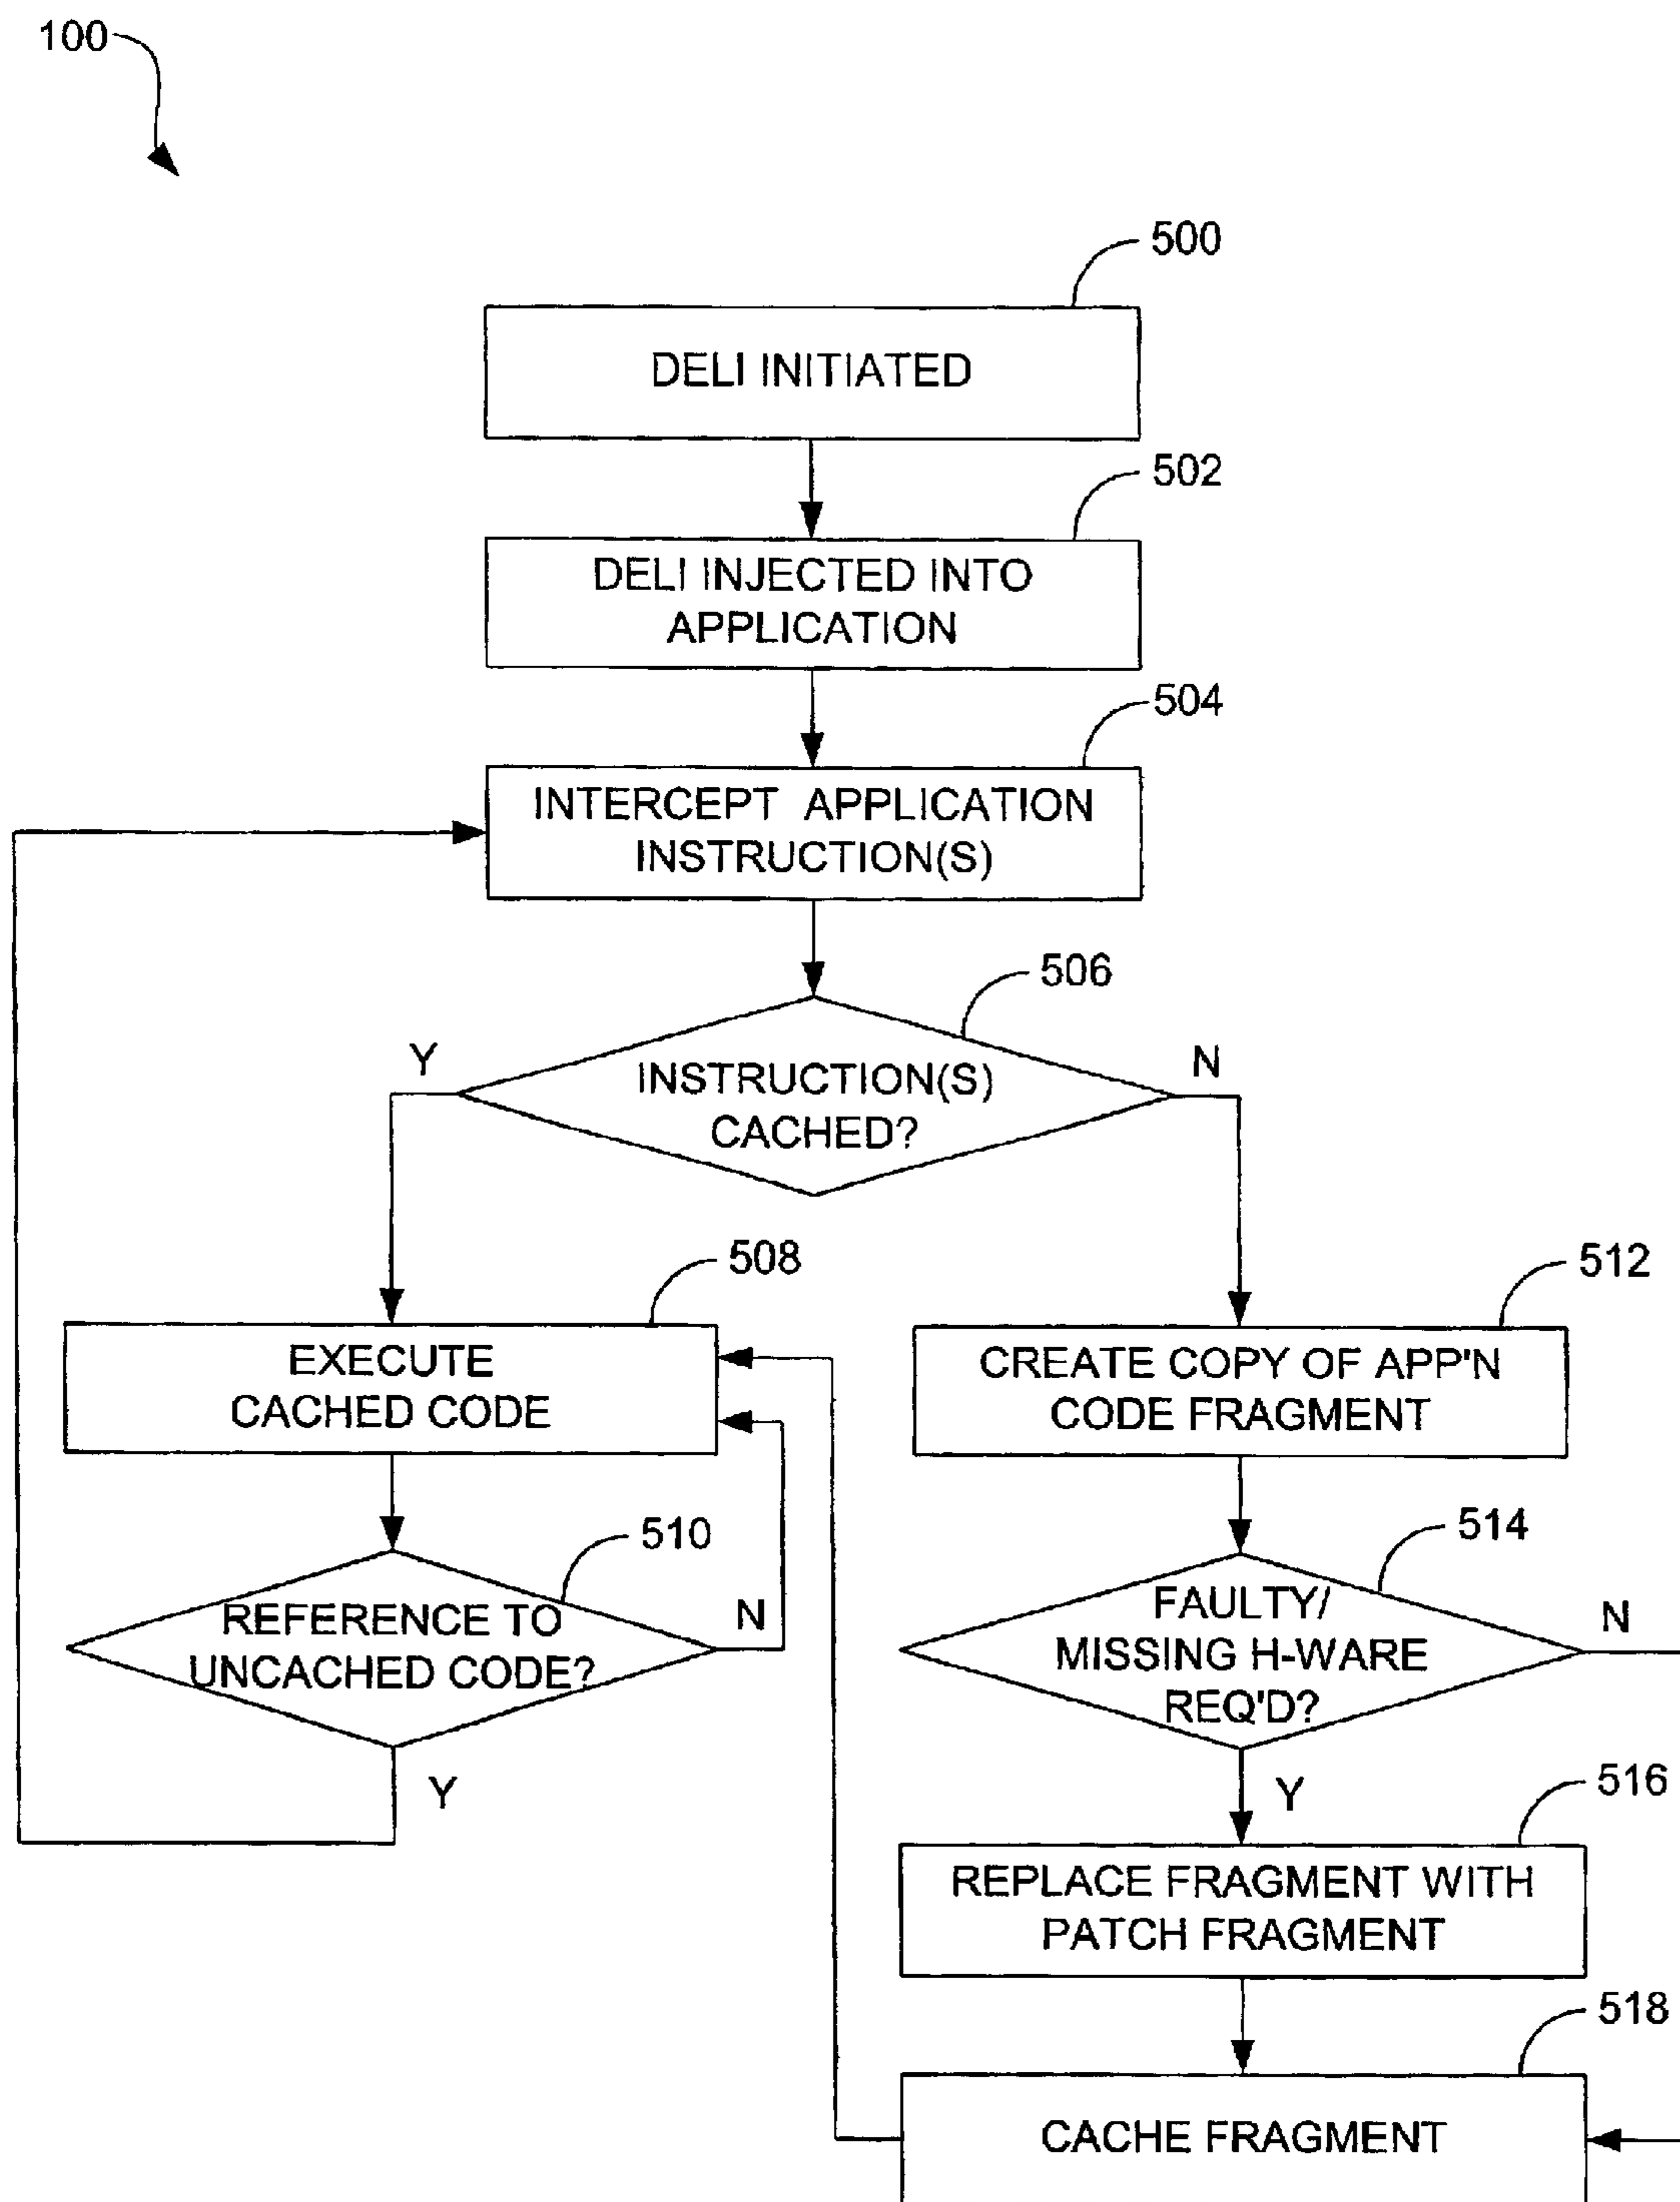 100
500
DELI INITIATED
502
DELI INJECTED INTO
APPLICATION
504
INTERCEPT APPLICATION
INSTRUCTION(S)
506
Y
INSTRUCTION(S)
CACHED?
N
508
EXECUTE
CACHED CODE
512
CREATE COPY OF APP'N
CODE FRAGMENT
510
REFERENCE TO
UNCACHED CODE?
N
Y
514
FAULTY/
MISSING H-WARE
REQ'D?
N
Y
516
REPLACE FRAGMENT WITH
PATCH FRAGMENT
518
CACHE FRAGMENT